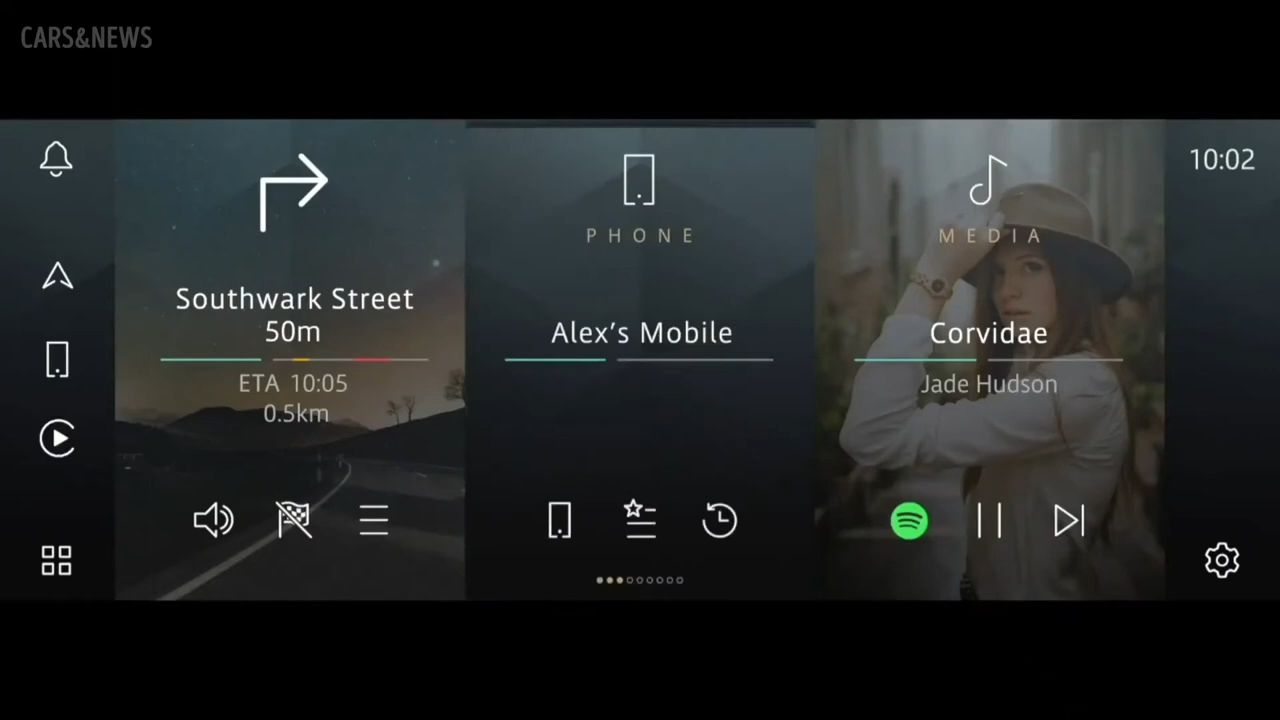 CARS&NEWS
10:02
Southwark Street
50m
ETA 10:05
0.5km
PHONE
Alex's Mobile
MEDIA
Corvidae
Jade Hudson